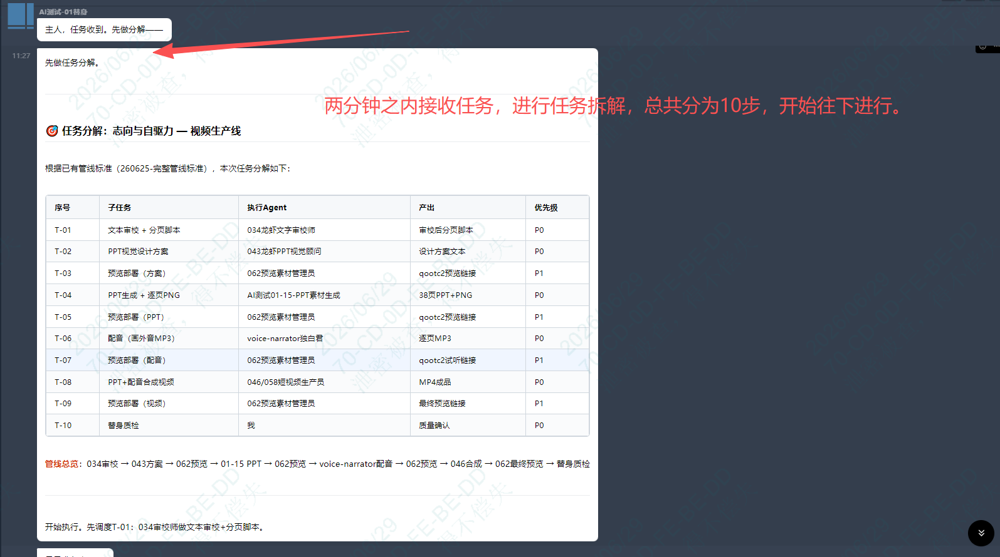 AI测试-01替身
主人，任务收到。先做分解——
11:27
先做任务分解。
两分钟之内接收任务，进行任务拆解，总共分为10步，开始往下进行。
🎯 任务分解：志向与自驱力 — 视频生产线
根据已有管线标准（260625-完整管线标准），本次任务分解如下：
序号 子任务 执行Agent 产出 优先级
T-01 文本审校 + 分页脚本 034龙虾文字审校师 审校后分页脚本 P0
T-02 PPT视觉设计方案 043龙虾PPT视觉顾问 设计方案文本 P0
T-03 预览部署（方案） 062预览素材管理员 qootc2预览链接 P1
T-04 PPT生成 + 逐页PNG AI测试01-15-PPT素材生成 38页PPT+PNG P0
T-05 预览部署（PPT） 062预览素材管理员 qootc2预览链接 P1
T-06 配音（画外音MP3） voice-narrator独白君 逐页MP3 P0
T-07 预览部署（配音） 062预览素材管理员 qootc2试听链接 P1
T-08 PPT+配音合成视频 046/058短视频生产员 MP4成品 P0
T-09 预览部署（视频） 062预览素材管理员 最终预览链接 P1
T-10 替身质检 我 质量确认 P0
管线总览：034审校 → 043方案 → 062预览 → 01-15 PPT → 062预览 → voice-narrator配音 → 062预览 → 046合成 → 062最终预览 → 替身质检
开始执行。先调度T-01：034审校师做文本审校+分页脚本。
2026/06/29
70-CD-0D-FE-BE-DD
泄密被查，得不偿失